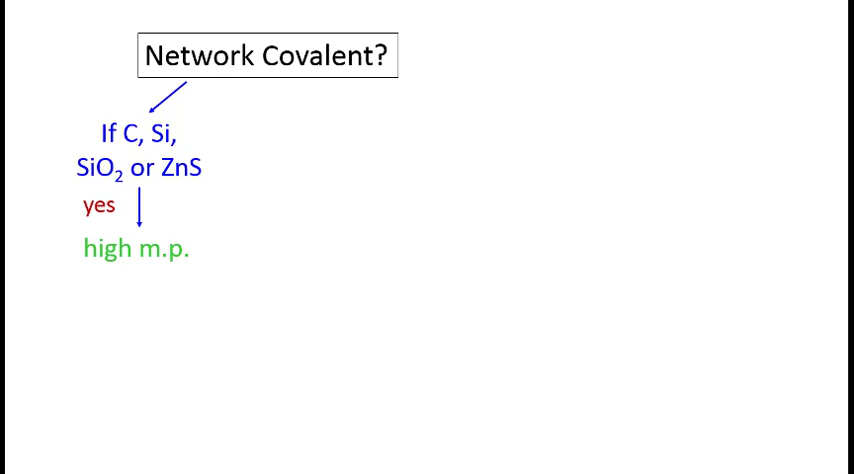 Network Covalent?
If C, Si,
SiO₂ or ZnS
yes
high m.p.